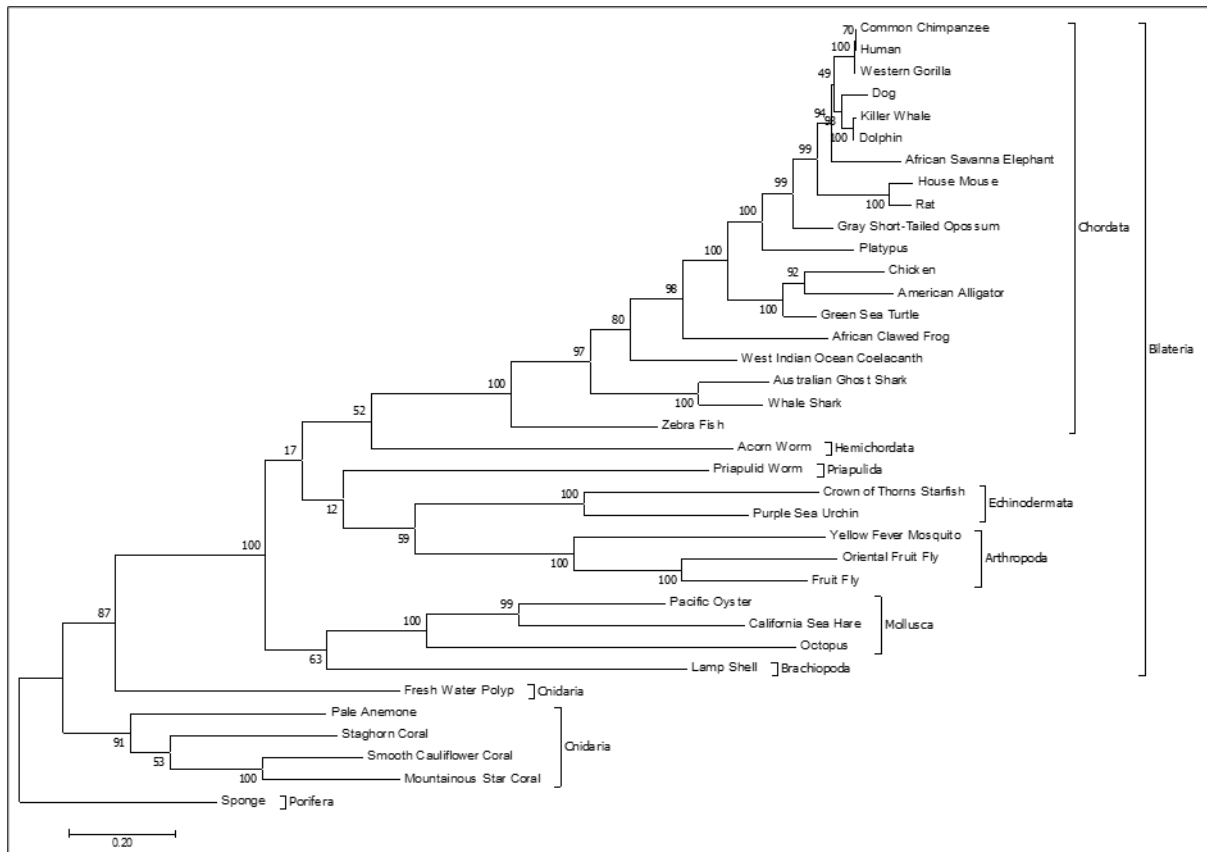 70
Common Chimpanzee
100
Human
Western Gorilla
49
Dog
94
98
Killer Whale
100
Dolphin
99
African Savanna Elephant
House Mouse
99
100
Rat
100
Gray Short-Tailed Opossum
Chordata
Platypus
100
92
Chicken
American Alligator
98
100
Green Sea Turtle
80
African Clawed Frog
97
West Indian Ocean Coelacanth
Bilateria
Australian Ghost Shark
100
100
Whale Shark
52
Zebra Fish
17
Acorn Worm
Hemichordata
Priapulid Worm
Priapulida
100
Crown of Thorns Starfish
Echinodermata
12
Purple Sea Urchin
59
Yellow Fever Mosquito
100
100
Oriental Fruit Fly
Arthropoda
100
Fruit Fly
99
Pacific Oyster
87
100
California Sea Hare
Mollusca
Octopus
63
Lamp Shell
Brachiopoda
Fresh Water Polyp
Cnidaria
Pale Anemone
91
Staghorn Coral
53
Smooth Cauliflower Coral
Cnidaria
100
Mountainous Star Coral
Sponge
Porifera
0.20